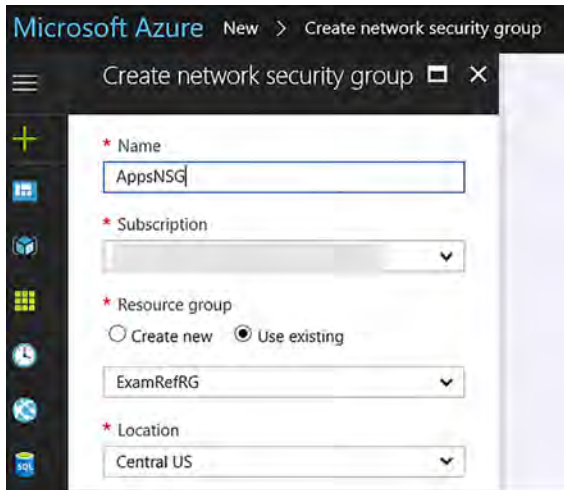 Microsoft Azure New > Create network security group
Create network security group
* Name
AppsNSG
* Subscription
* Resource group
Create new Use existing
ExamRefRG
* Location
Central US
SQL